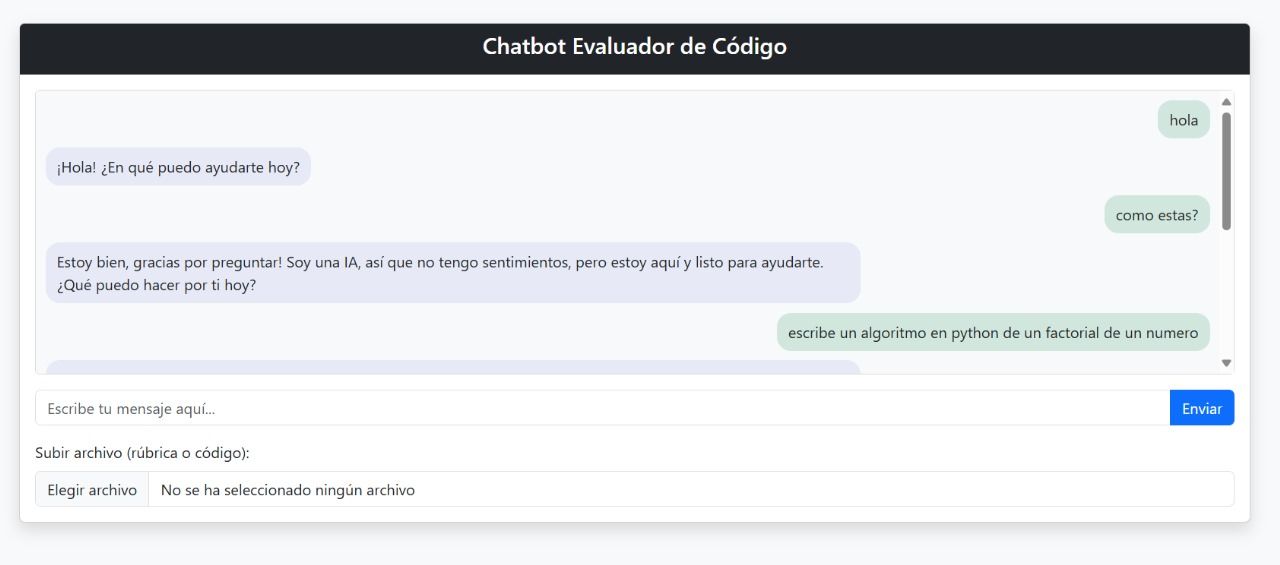 Chatbot Evaluador de Código
hola
¡Hola! ¿En qué puedo ayudarte hoy?
como estas?
Estoy bien, gracias por preguntar! Soy una IA, así que no tengo sentimientos, pero estoy aquí y listo para ayudarte.
¿Qué puedo hacer por ti hoy?
escribe un algoritmo en python de un factorial de un numero
Escribe tu mensaje aquí...
Enviar
Subir archivo (rúbrica o código):
Elegir archivo No se ha seleccionado ningún archivo